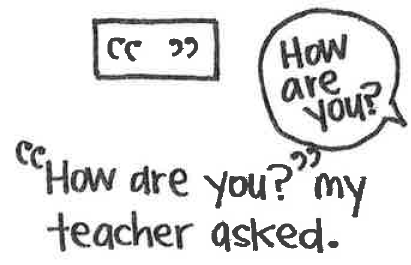 “ ”
How
are
you?
“How are you?” my
teacher asked.